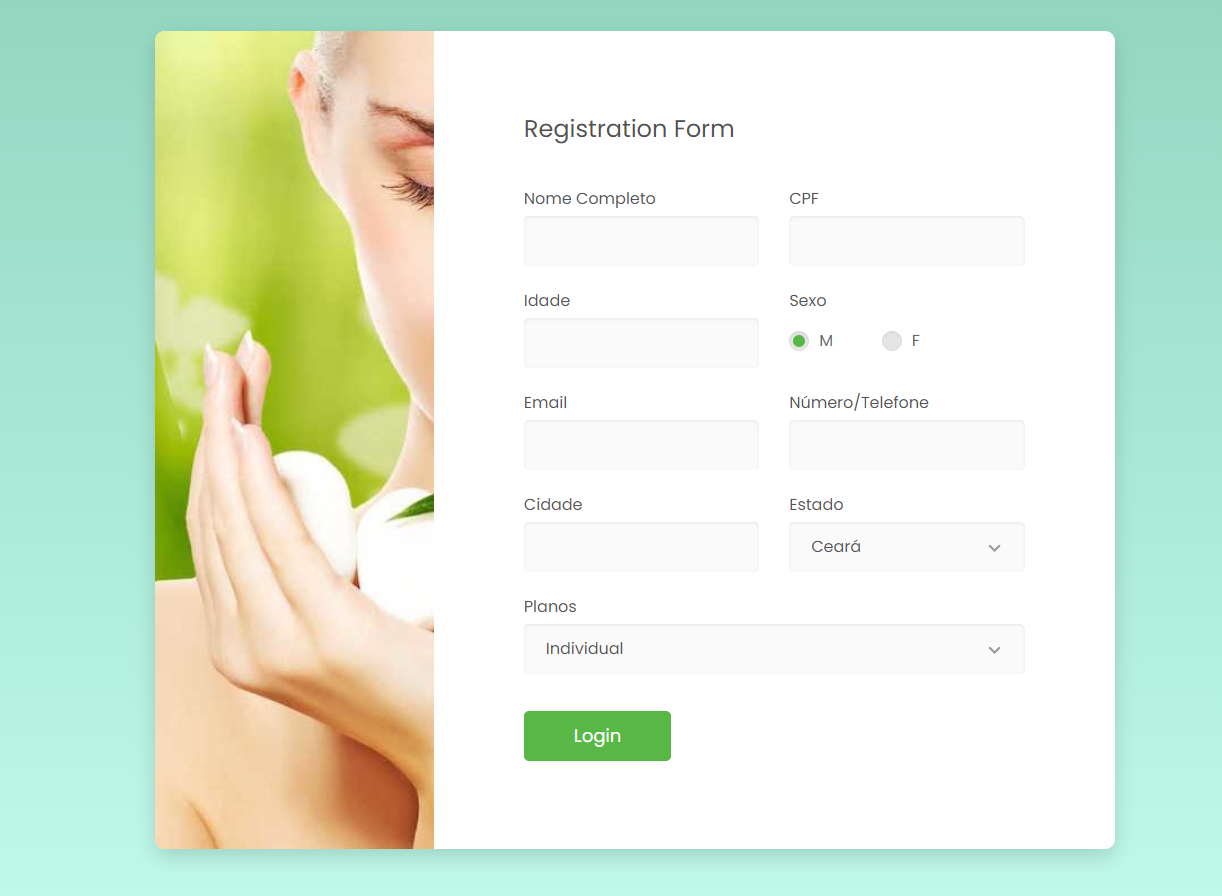 Registration Form
Nome Completo
CPF
Idade
Sexo
M
F
Email
Número/Telefone
Cidade
Estado
Ceará
Planos
Individual
Login